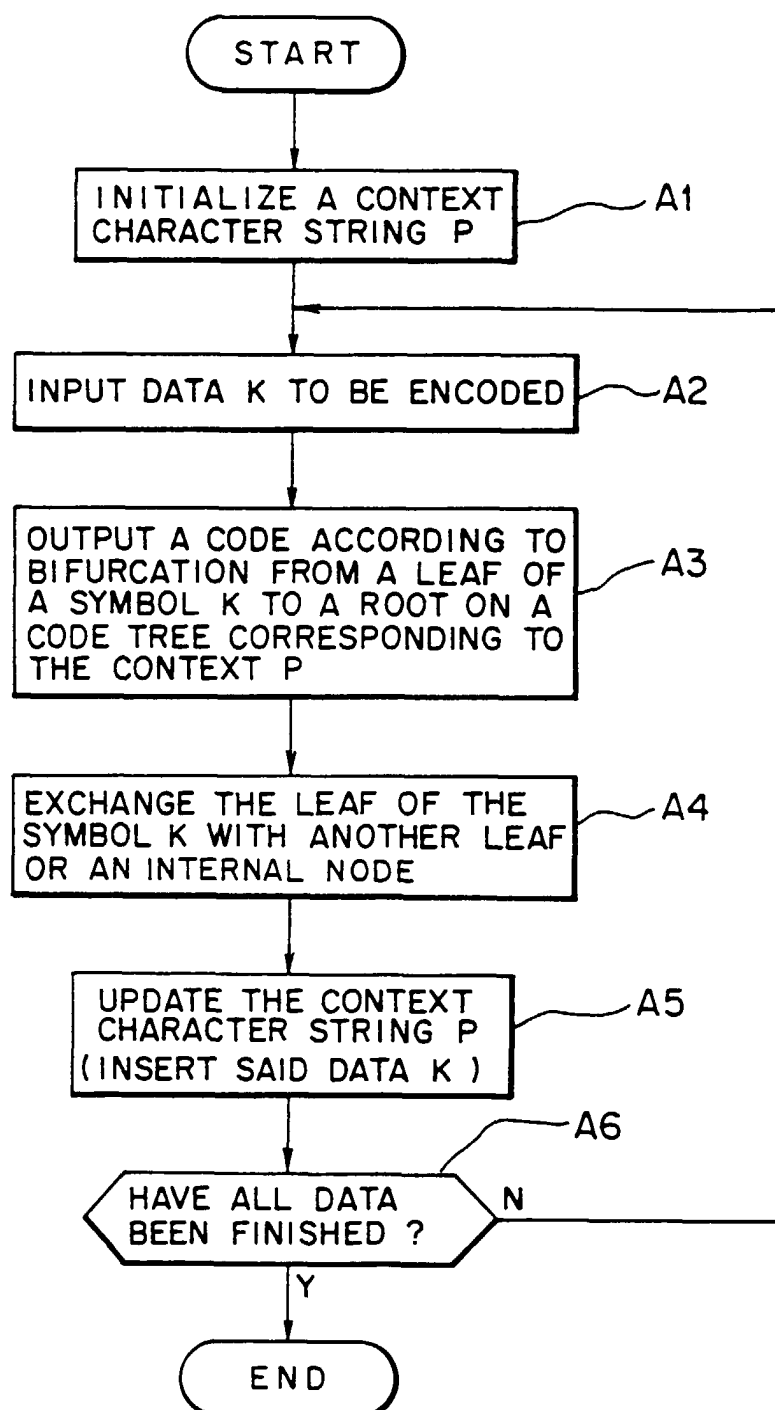 START
INITIALIZE A CONTEXT
CHARACTER STRING P
A1
INPUT DATA K TO BE ENCODED
A2
OUTPUT A CODE ACCORDING TO
BIFURCATION FROM A LEAF OF
A SYMBOL K TO A ROOT ON A
CODE TREE CORRESPONDING TO
THE CONTEXT P
A3
EXCHANGE THE LEAF OF THE
SYMBOL K WITH ANOTHER LEAF
OR AN INTERNAL NODE
A4
UPDATE THE CONTEXT
CHARACTER STRING P
(INSERT SAID DATA K)
A5
A6
HAVE ALL DATA
BEEN FINISHED ?
N
Y
END